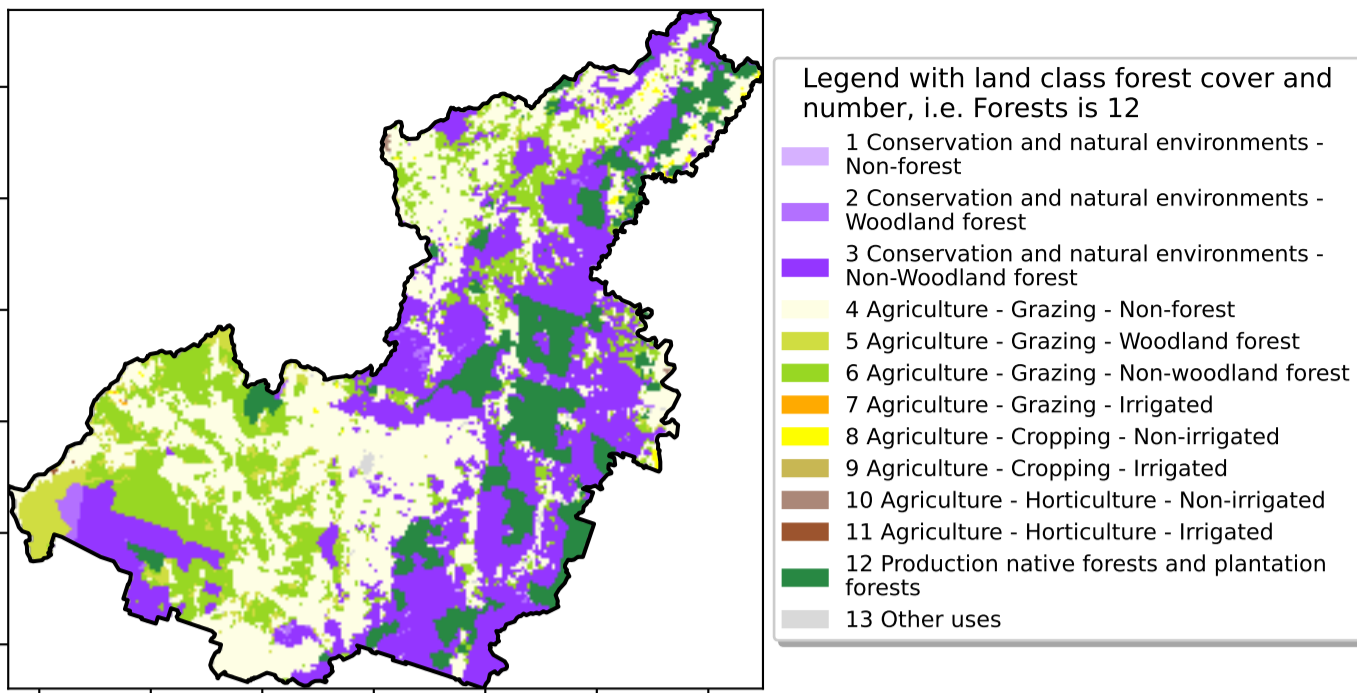 Legend with land class forest cover and
number, i.e. Forests is 12
1 Conservation and natural environments -
Non-forest
2 Conservation and natural environments -
Woodland forest
3 Conservation and natural environments -
Non-Woodland forest
4 Agriculture - Grazing - Non-forest
5 Agriculture - Grazing - Woodland forest
6 Agriculture - Grazing - Non-woodland forest
7 Agriculture - Grazing - Irrigated
8 Agriculture - Cropping - Non-irrigated
9 Agriculture - Cropping - Irrigated
10 Agriculture - Horticulture - Non-irrigated
11 Agriculture - Horticulture - Irrigated
12 Production native forests and plantation
forests
13 Other uses